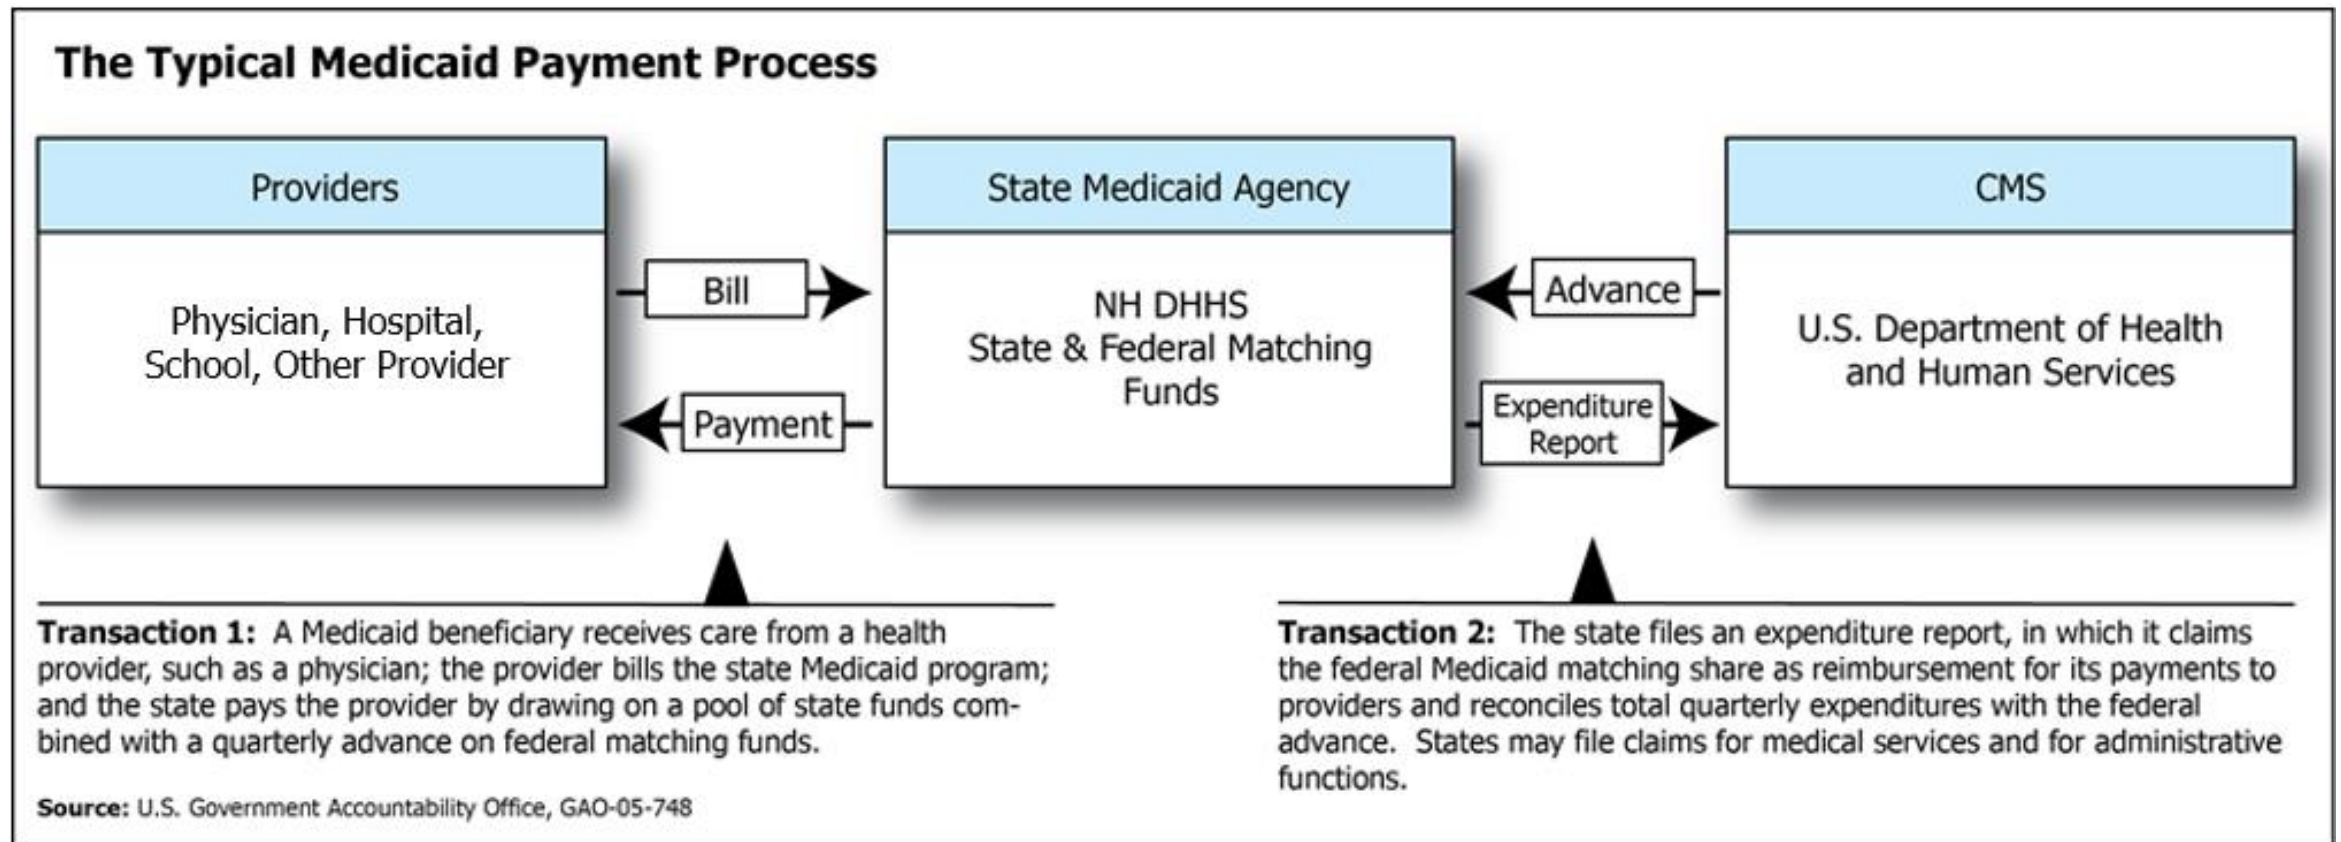 The Typical Medicaid Payment Process
Providers
Physician, Hospital,
School, Other Provider
Bill
Payment
State Medicaid Agency
NH DHHS
State & Federal Matching
Funds
Advance
Expenditure
Report
CMS
U.S. Department of Health
and Human Services
Transaction 1: A Medicaid beneficiary receives care from a health
provider, such as a physician; the provider bills the state Medicaid program;
and the state pays the provider by drawing on a pool of state funds com-
bined with a quarterly advance on federal matching funds.
Source: U.S. Government Accountability Office, GAO-05-748
Transaction 2: The state files an expenditure report, in which it claims
the federal Medicaid matching share as reimbursement for its payments to
providers and reconciles total quarterly expenditures with the federal
advance. States may file claims for medical services and for administrative
functions.